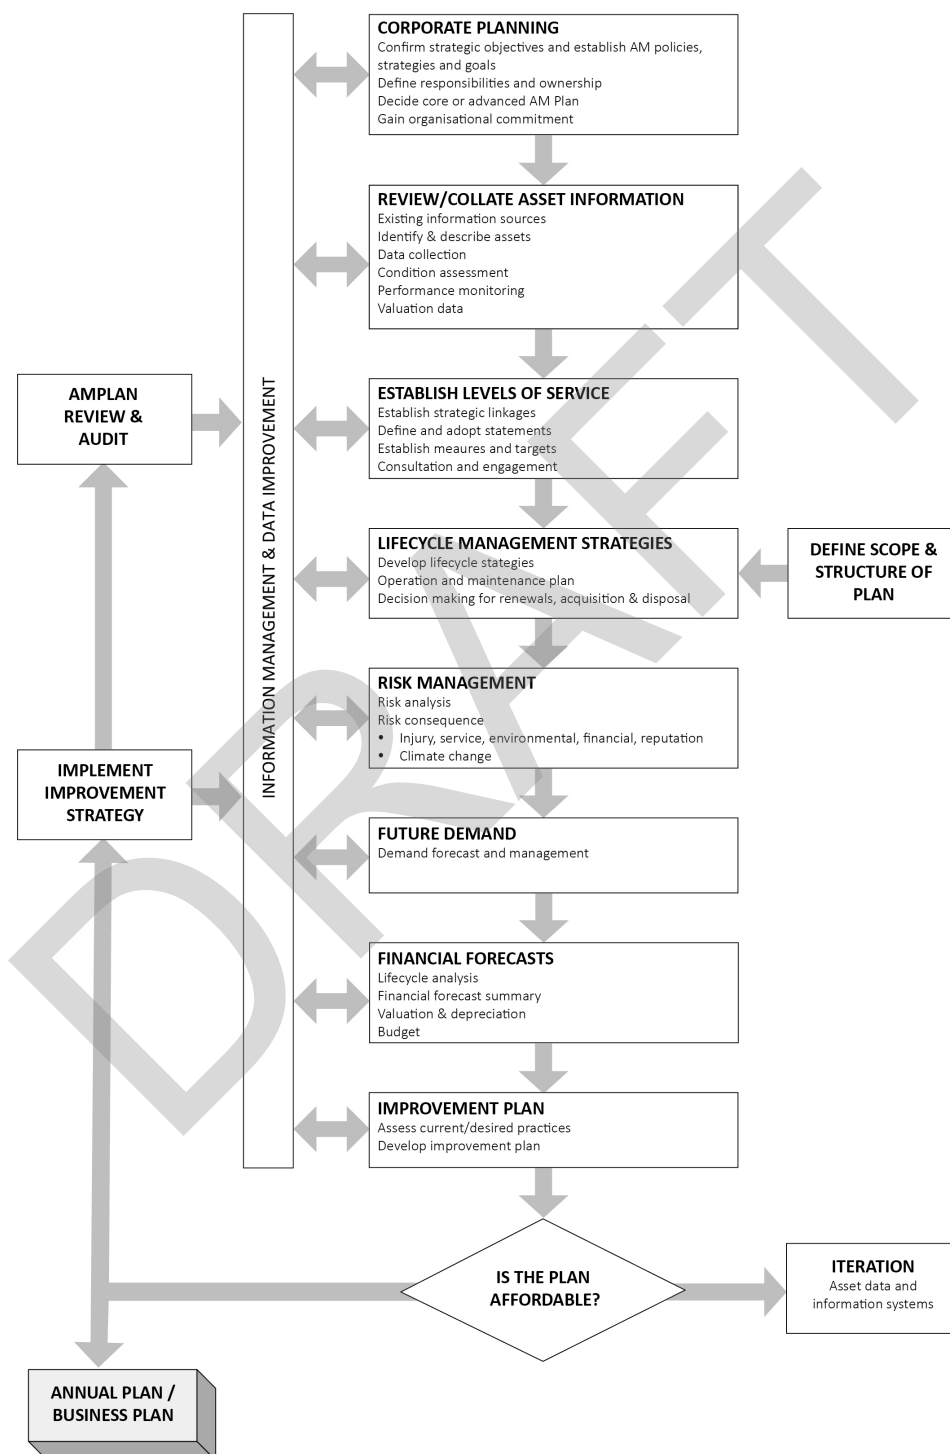 CORPORATE PLANNING
Confirm strategic objectives and establish AM policies,
strategies and goals
Define responsibilities and ownership
Decide core or advanced AM Plan
Gain organisational commitment
REVIEW/COLLATE ASSET INFORMATION
Existing information sources
Identify & describe assets
Data collection
Condition assessment
Performance monitoring
Valuation data
AMPLAN
REVIEW &
AUDIT
INFORMATION MANAGEMENT & DATA IMPROVEMENT
ESTABLISH LEVELS OF SERVICE
Establish strategic linkages
Define and adopt statements
Establish meaures and targets
Consultation and engagement
LIFECYCLE MANAGEMENT STRATEGIES
Develop lifecycle stategies
Operation and maintenance plan
Decision making for renewals, acquisition & disposal
DEFINE SCOPE &
STRUCTURE OF
PLAN
RISK MANAGEMENT
Risk analysis
Risk consequence
• Injury, service, environmental, financial, reputation
• Climate change
IMPLEMENT
IMPROVEMENT
STRATEGY
FUTURE DEMAND
Demand forecast and management
FINANCIAL FORECASTS
Lifecycle analysis
Financial forecast summary
Valuation & depreciation
Budget
IMPROVEMENT PLAN
Assess current/desired practices
Develop improvement plan
IS THE PLAN
AFFORDABLE?
ITERATION
Asset data and
information systems
ANNUAL PLAN /
BUSINESS PLAN
DRAFT